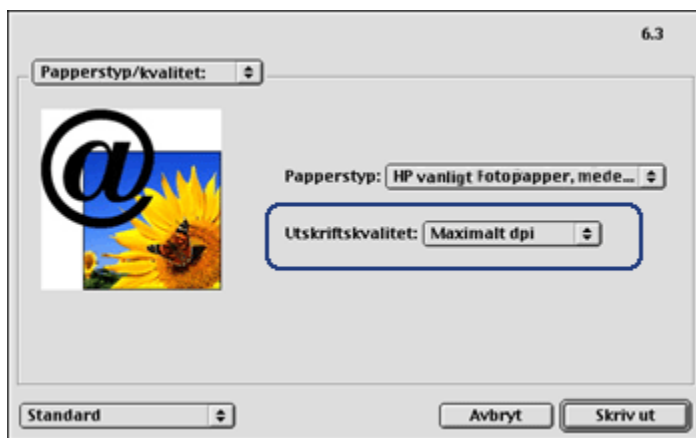 6.3
Papperstyp/kvalitet:
@
Papperstyp: HP vanligt Fotopapper, mede...
Utskriftskvalitet: Maximalt dpi
Standard Avbryt Skriv ut